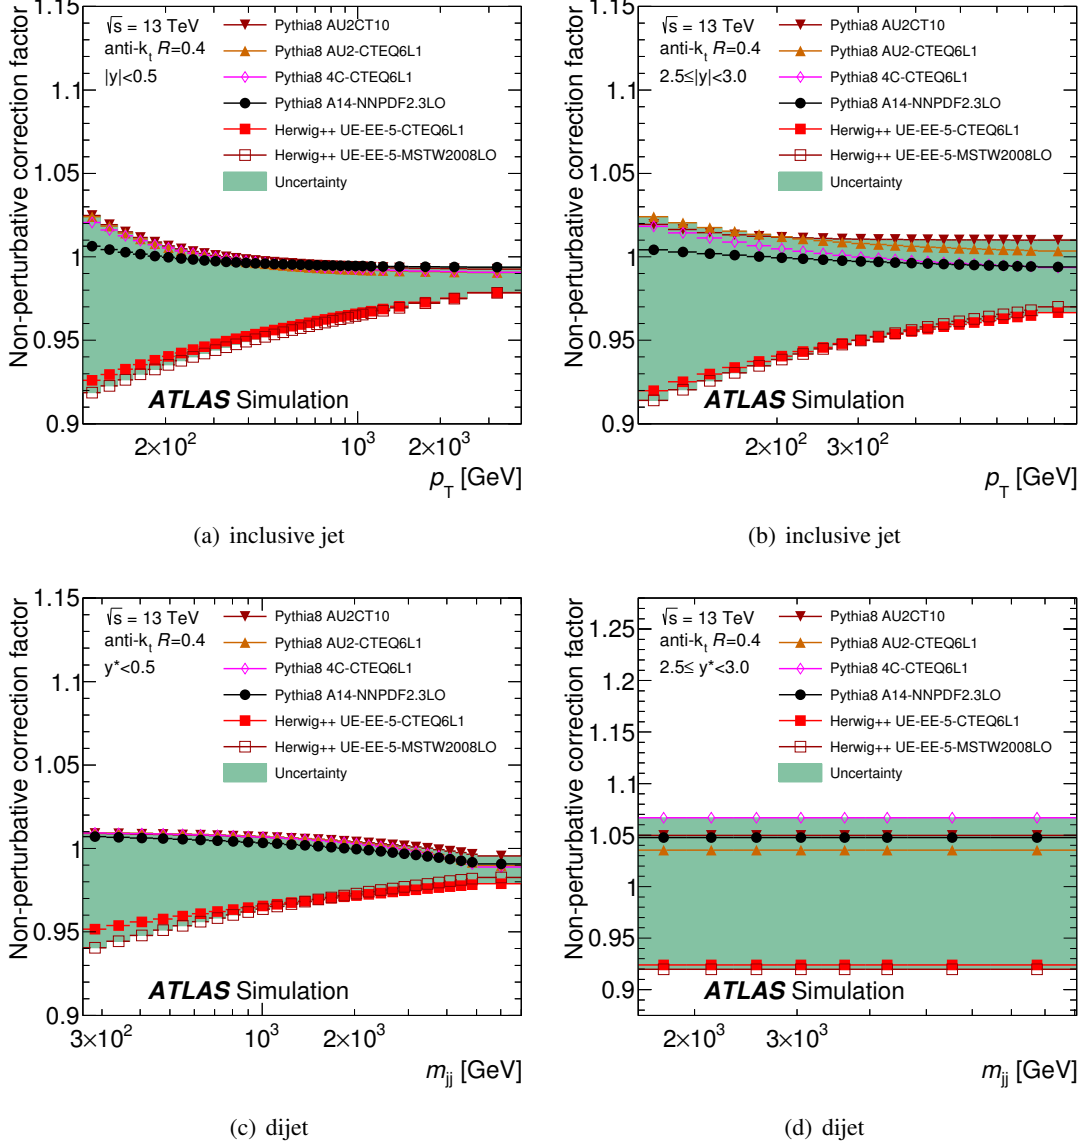 Non-perturbative correction factor
1.15
1.1
1.05
1
0.95
0.9
√s = 13 TeV
anti-kt R=0.4
|y|<0.5
Pythia8 AU2CT10
Pythia8 AU2-CTEQ6L1
Pythia8 4C-CTEQ6L1
Pythia8 A14-NNPDF2.3LO
Herwig++ UE-EE-5-CTEQ6L1
Herwig++ UE-EE-5-MSTW2008LO
Uncertainty
ATLAS Simulation
2×10² 10³ 2×10³
pT [GeV]
(a) inclusive jet
Non-perturbative correction factor
1.15
1.1
1.05
1
0.95
0.9
√s = 13 TeV
anti-kt R=0.4
2.5≤|y|<3.0
Pythia8 AU2CT10
Pythia8 AU2-CTEQ6L1
Pythia8 4C-CTEQ6L1
Pythia8 A14-NNPDF2.3LO
Herwig++ UE-EE-5-CTEQ6L1
Herwig++ UE-EE-5-MSTW2008LO
Uncertainty
ATLAS Simulation
2×10² 3×10²
pT [GeV]
(b) inclusive jet
Non-perturbative correction factor
1.15
1.1
1.05
1
0.95
0.9
√s = 13 TeV
anti-kt R=0.4
y*<0.5
Pythia8 AU2CT10
Pythia8 AU2-CTEQ6L1
Pythia8 4C-CTEQ6L1
Pythia8 A14-NNPDF2.3LO
Herwig++ UE-EE-5-CTEQ6L1
Herwig++ UE-EE-5-MSTW2008LO
Uncertainty
ATLAS Simulation
3×10² 10³ 2×10³
mjj [GeV]
(c) dijet
Non-perturbative correction factor
1.25
1.2
1.15
1.1
1.05
1
0.95
0.9
√s = 13 TeV
anti-kt R=0.4
2.5≤ y*<3.0
Pythia8 AU2CT10
Pythia8 AU2-CTEQ6L1
Pythia8 4C-CTEQ6L1
Pythia8 A14-NNPDF2.3LO
Herwig++ UE-EE-5-CTEQ6L1
Herwig++ UE-EE-5-MSTW2008LO
Uncertainty
ATLAS Simulation
2×10³ 3×10³
mjj [GeV]
(d) dijet